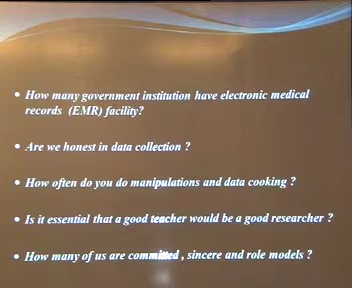 • How many government institution have electronic medical
records (EMR) facility?
• Are we honest in data collection ?
• How often do you do manipulations and data cooking ?
• Is it essential that a good teacher would be a good researcher ?
• How many of us are committed , sincere and role models ?